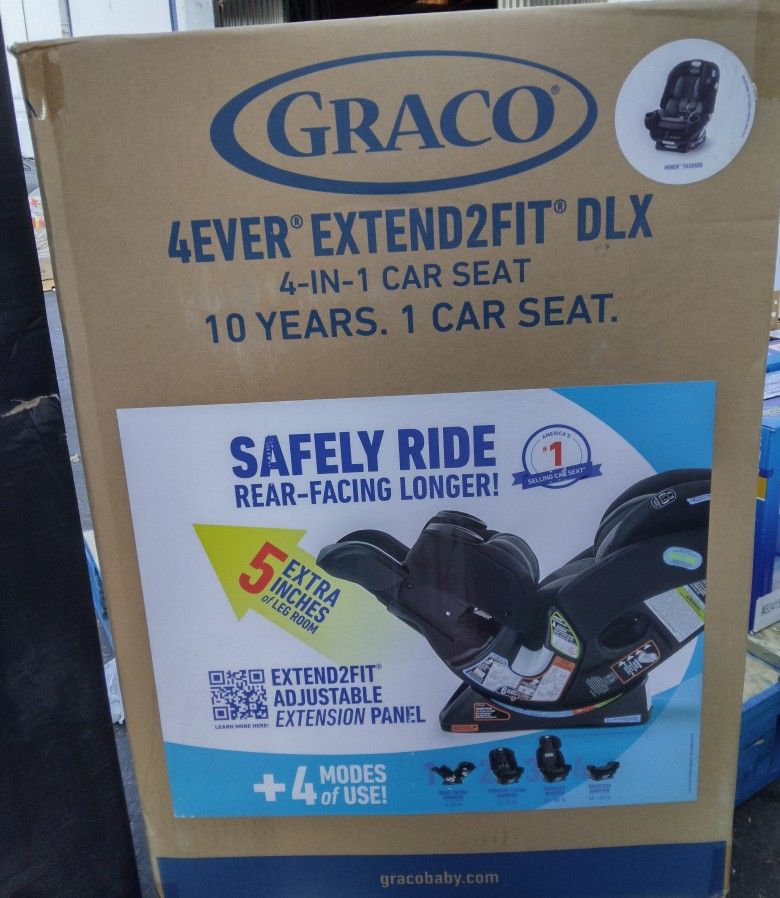 GRACO®
MINER™ FASHION
4EVER® EXTEND2FIT® DLX
4-IN-1 CAR SEAT
10 YEARS. 1 CAR SEAT.
SAFELY RIDE
REAR-FACING LONGER!
AMERICA'S
#1
SELLING CAR SEAT*
5 EXTRA
INCHES
of LEG ROOM
EXTEND2FIT®
ADJUSTABLE
EXTENSION PANEL
LEARN MORE HERE!
+4 MODES
of USE!
gracobaby.com